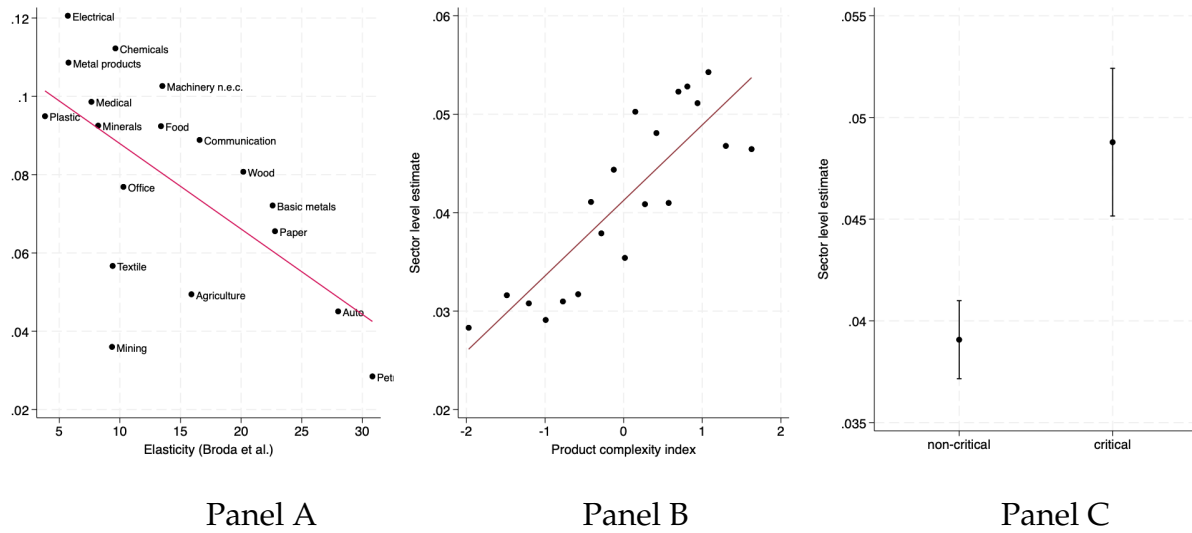 .12
.1
.08
.06
.04
.02
Electrical
Chemicals
Metal products
Machinery n.e.c.
Medical
Plastic
Minerals
Food
Communication
Wood
Office
Basic metals
Paper
Textile
Agriculture
Auto
Mining
5 10 15 20 25 30
Elasticity (Broda et al.)
Panel A
Sector level estimate
.06
.05
.04
.03
.02
-2 -1 0 1 2
Product complexity index
Panel B
Sector level estimate
.055
.05
.045
.04
.035
non-critical critical
Panel C